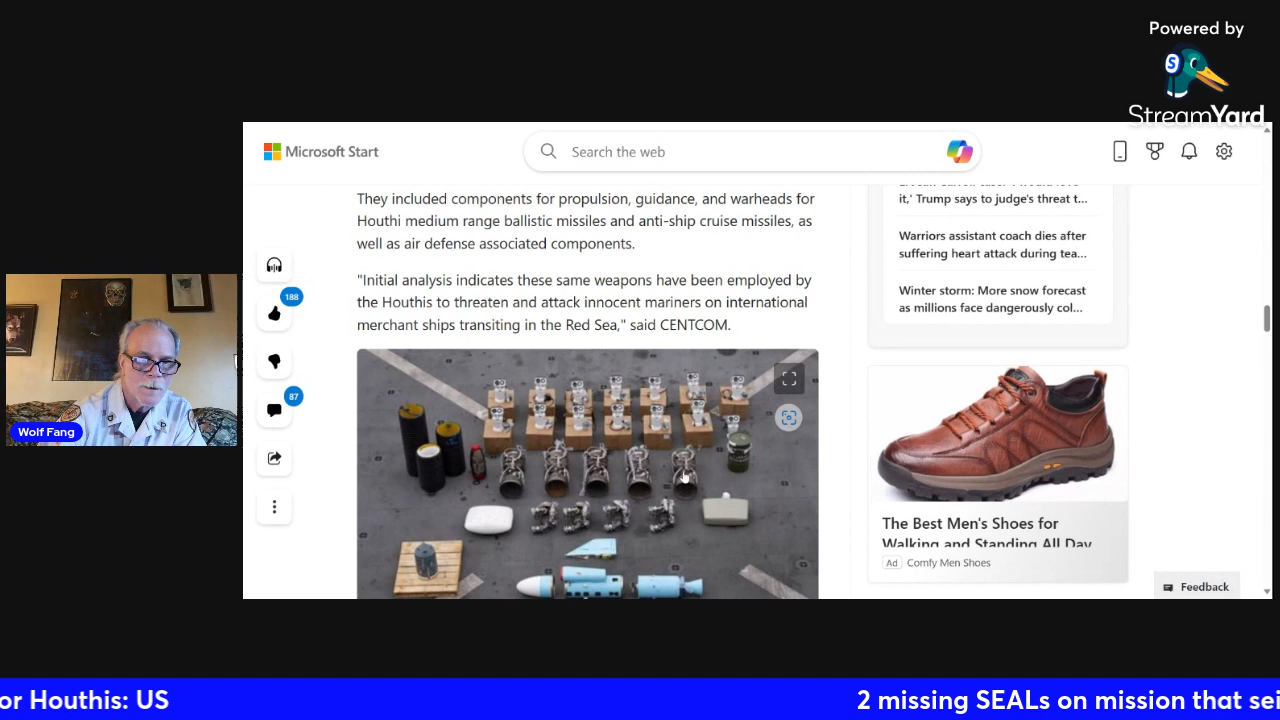 Powered by
StreamYard
Microsoft Start
Search the web
They included components for propulsion, guidance, and warheads for
Houthi medium range ballistic missiles and anti-ship cruise missiles, as
well as air defense associated components.
"Initial analysis indicates these same weapons have been employed by
the Houthis to threaten and attack innocent mariners on international
merchant ships transiting in the Red Sea," said CENTCOM.
188
87
it,' Trump says to judge's threat t...
Warriors assistant coach dies after
suffering heart attack during tea...
Winter storm: More snow forecast
as millions face dangerously col...
The Best Men's Shoes for
Walking and Standing All Day
Ad Comfy Men Shoes
Feedback
Wolf Fang
or Houthis: US
2 missing SEALs on mission that sei